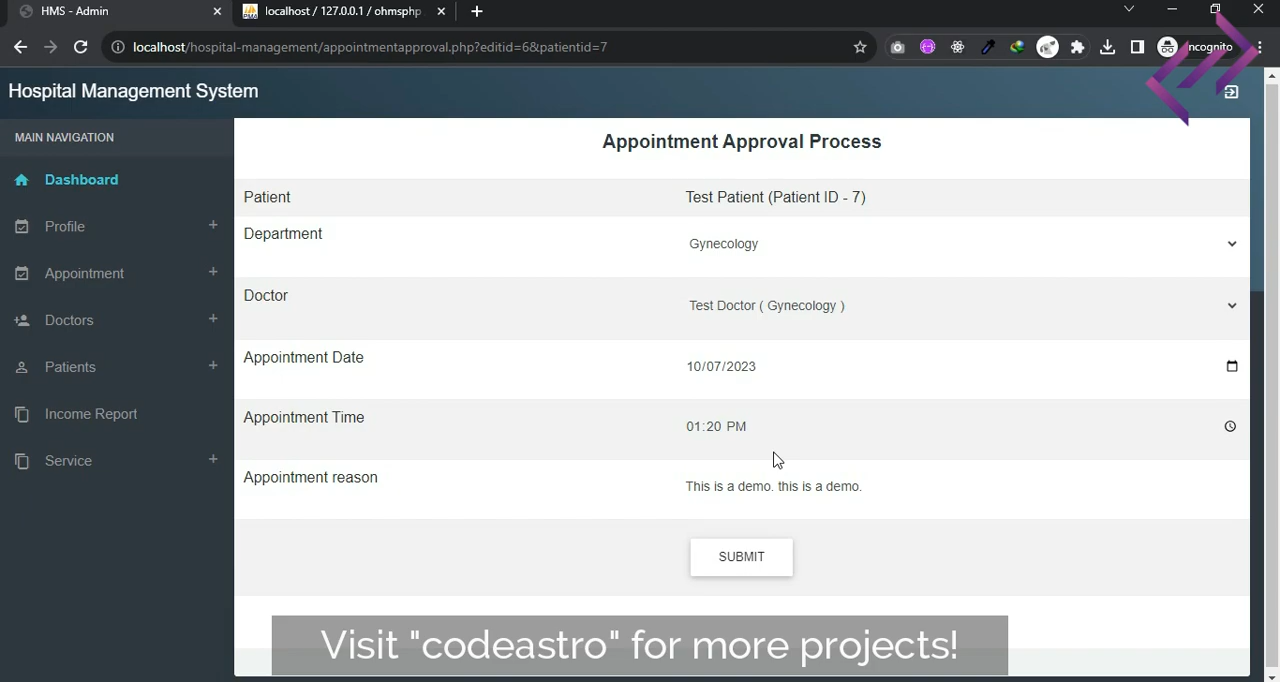 HMS - Admin
localhost / 127.0.0.1 / ohmsphp
localhost/hospital-management/appointmentapproval.php?editid=6&patientid=7
Incognito
Hospital Management System
MAIN NAVIGATION
Dashboard
Profile +
Appointment +
Doctors +
Patients +
Income Report
Service +
Appointment Approval Process
Patient Test Patient (Patient ID - 7)
Department Gynecology
Doctor Test Doctor ( Gynecology )
Appointment Date 10/07/2023
Appointment Time 01:20 PM
Appointment reason This is a demo. this is a demo.
SUBMIT
Visit "codeastro" for more projects!